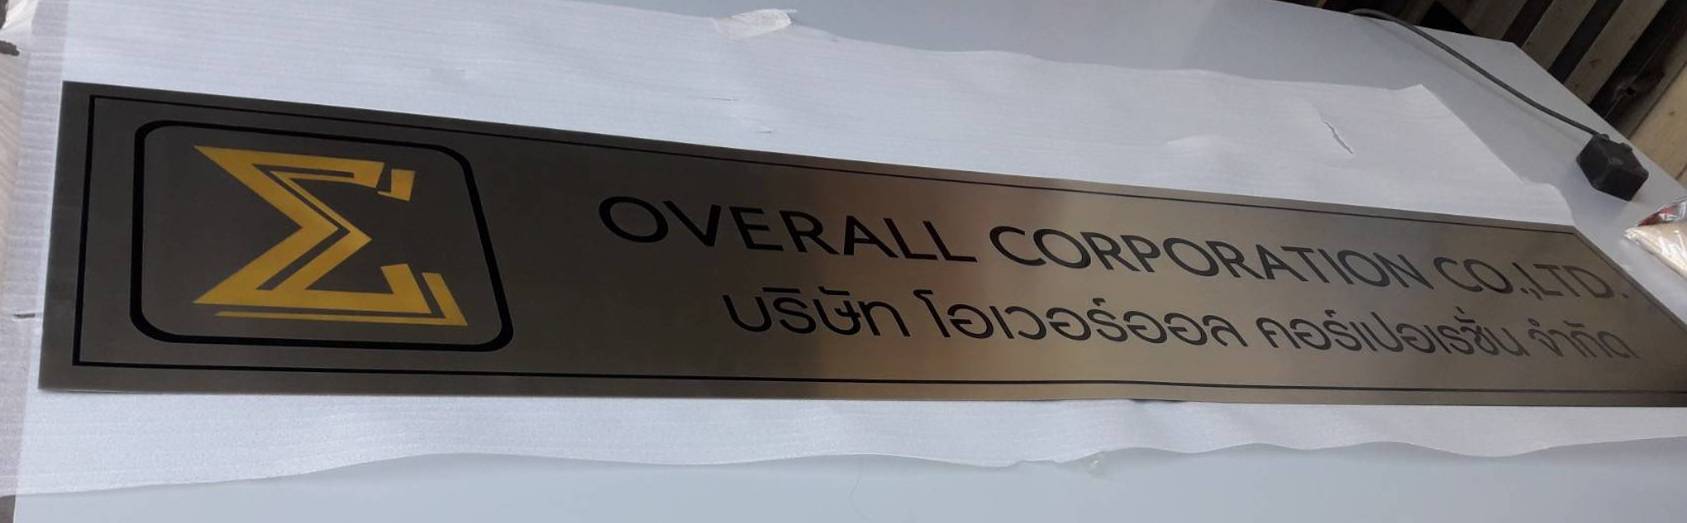 Σ
OVERALL CORPORATION CO.,LTD.
บริษัท โอเวอร์ออล คอร์เปอเรชั่น จำกัด